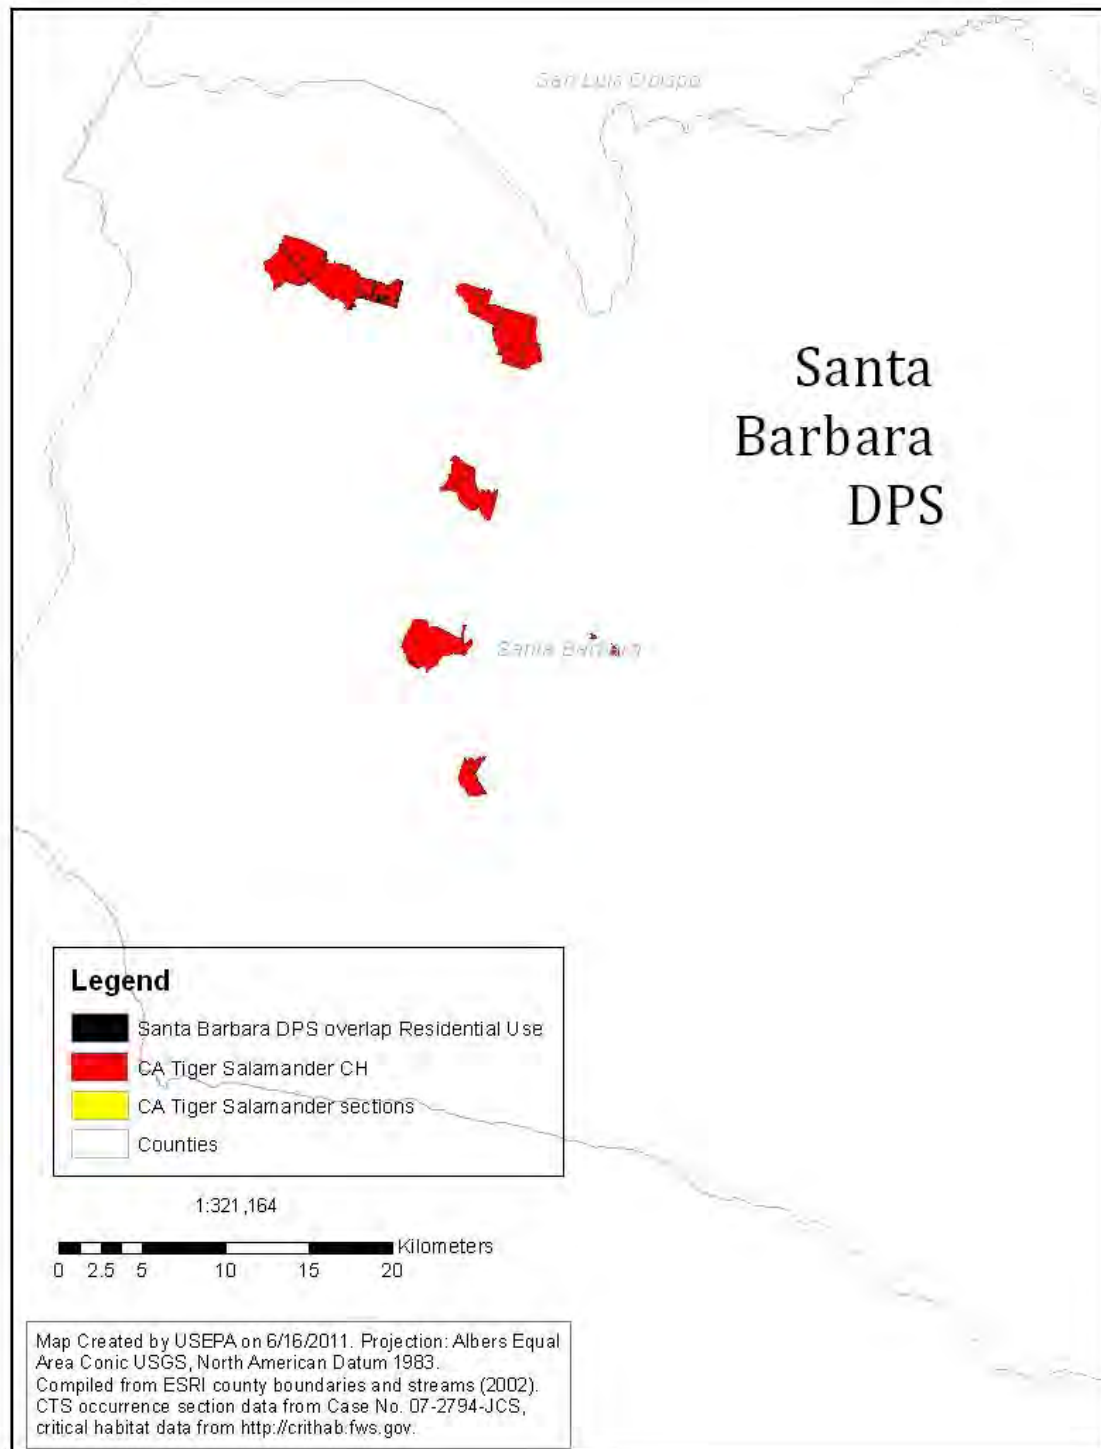 San Luis Obispo
Santa
Barbara
DPS
Santa Barbara
Legend
Santa Barbara DPS overlap Residential Use
CA Tiger Salamander CH
CA Tiger Salamander sections
Counties
1:321,164
Kilometers
0 2.5 5 10 15 20
Map Created by USEPA on 6/16/2011. Projection: Albers Equal
Area Conic USGS, North American Datum 1983.
Compiled from ESRI county boundaries and streams (2002).
CTS occurrence section data from Case No. 07-2794-JCS,
critical habitat data from http://crithab.fws.gov.